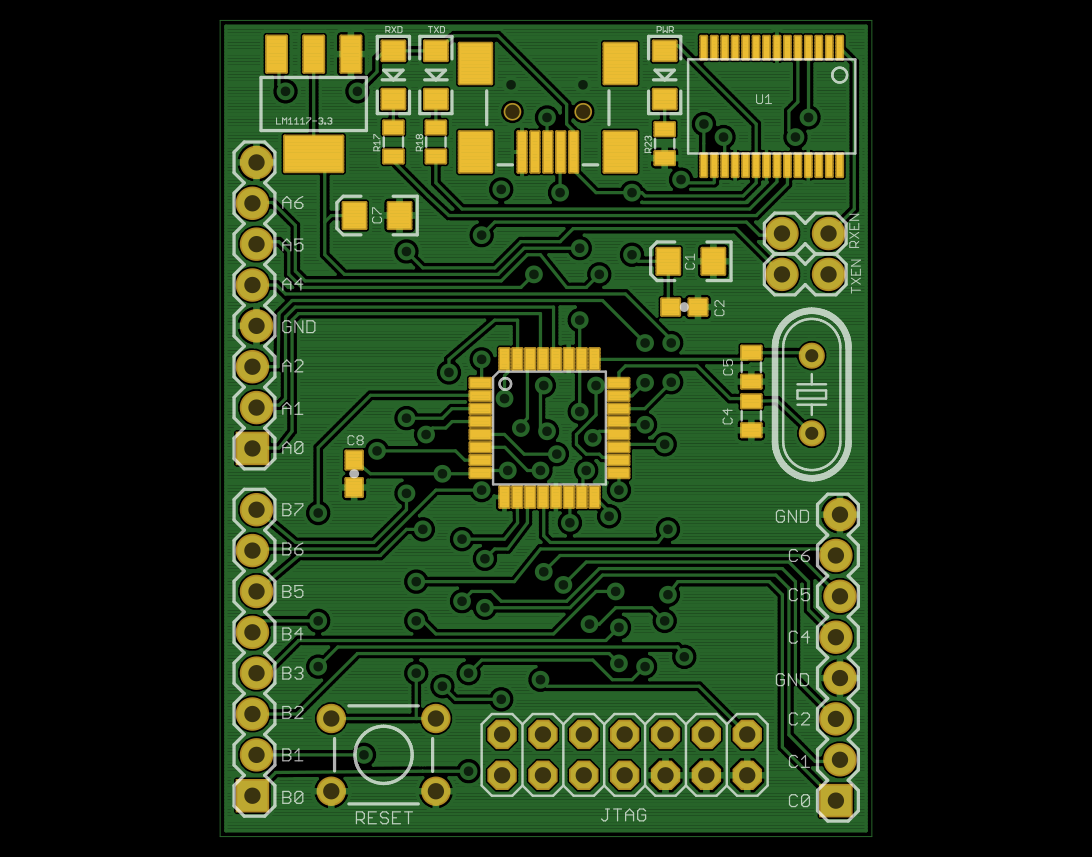 RXD TXD PWR
U1
LM1117-3.3
R17 R18 R23
A6
C7
RXEN
A5
C1
TXEN
A4
C2
GND
A2
C5
A1
C4
A0
C8
B7
GND
B6
C6
B5
C5
B4
C4
B3
GND
B2
C2
B1
C1
B0
C0
RESET
JTAG